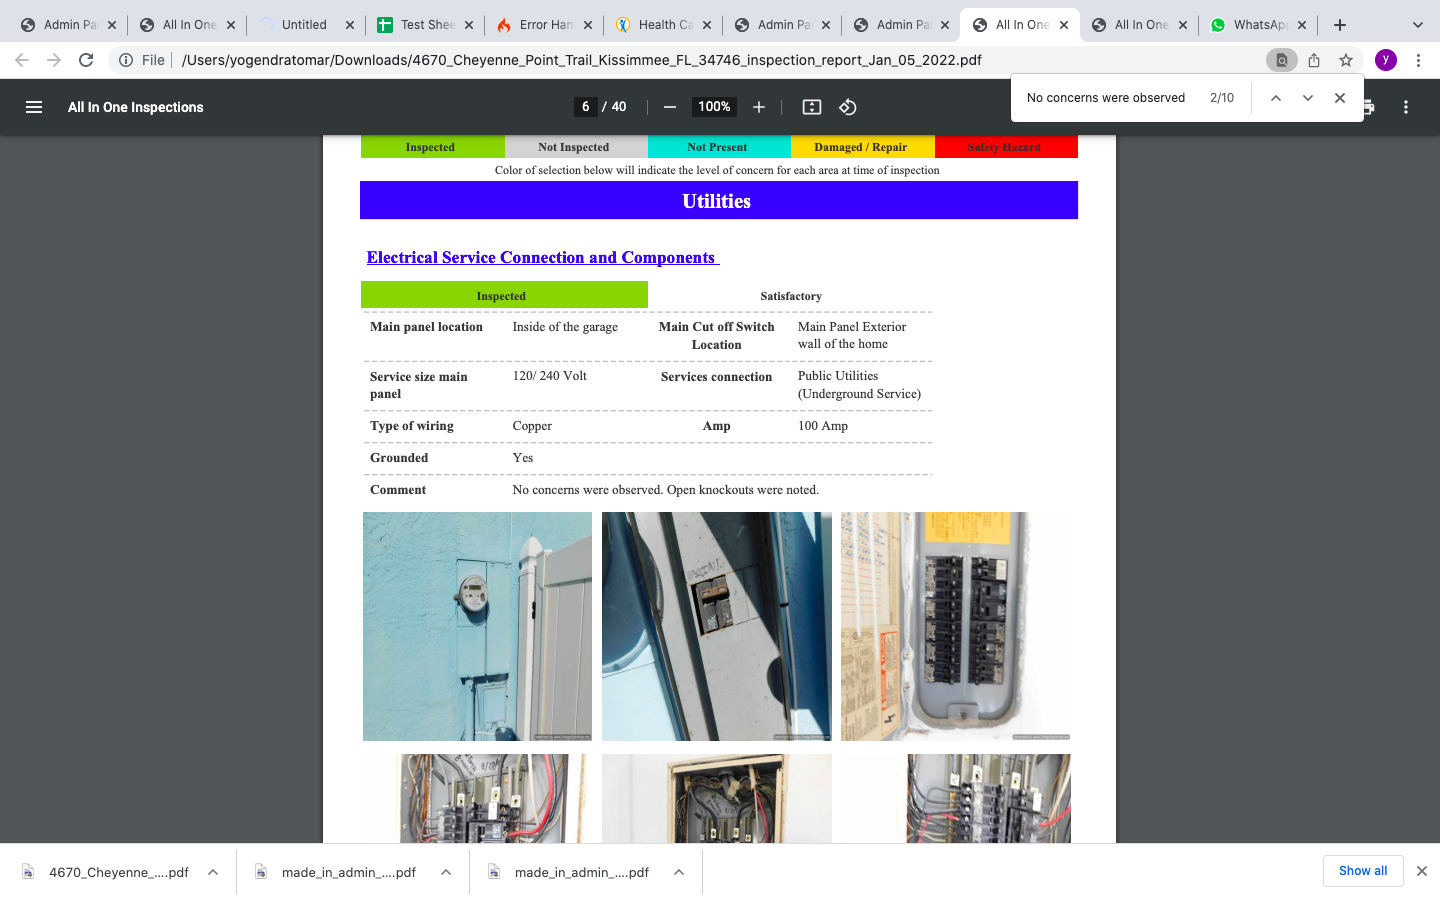 Admin Pa
All In One
Untitled
Test Shee
Error Han
Health Ca
Admin Pa
Admin Pa
All In One
All In One
WhatsApp
File
/Users/yogendratomar/Downloads/4670_Cheyenne_Point_Trail_Kissimmee_FL_34746_inspection_report_Jan_05_2022.pdf
y
All In One Inspections
6 / 40
100%
No concerns were observed 2/10
Inspected Not Inspected Not Present Damaged / Repair Safety Hazard
Color of selection below will indicate the level of concern for each area at time of inspection
Utilities
Electrical Service Connection and Components
Inspected Satisfactory
Main panel location Inside of the garage Main Cut off Switch Main Panel Exterior
Location wall of the home
Service size main 120/ 240 Volt Services connection Public Utilities
panel (Underground Service)
Type of wiring Copper Amp 100 Amp
Grounded Yes
Comment No concerns were observed. Open knockouts were noted.
4670_Cheyenne_....pdf
made_in_admin_....pdf
made_in_admin_....pdf
Show all